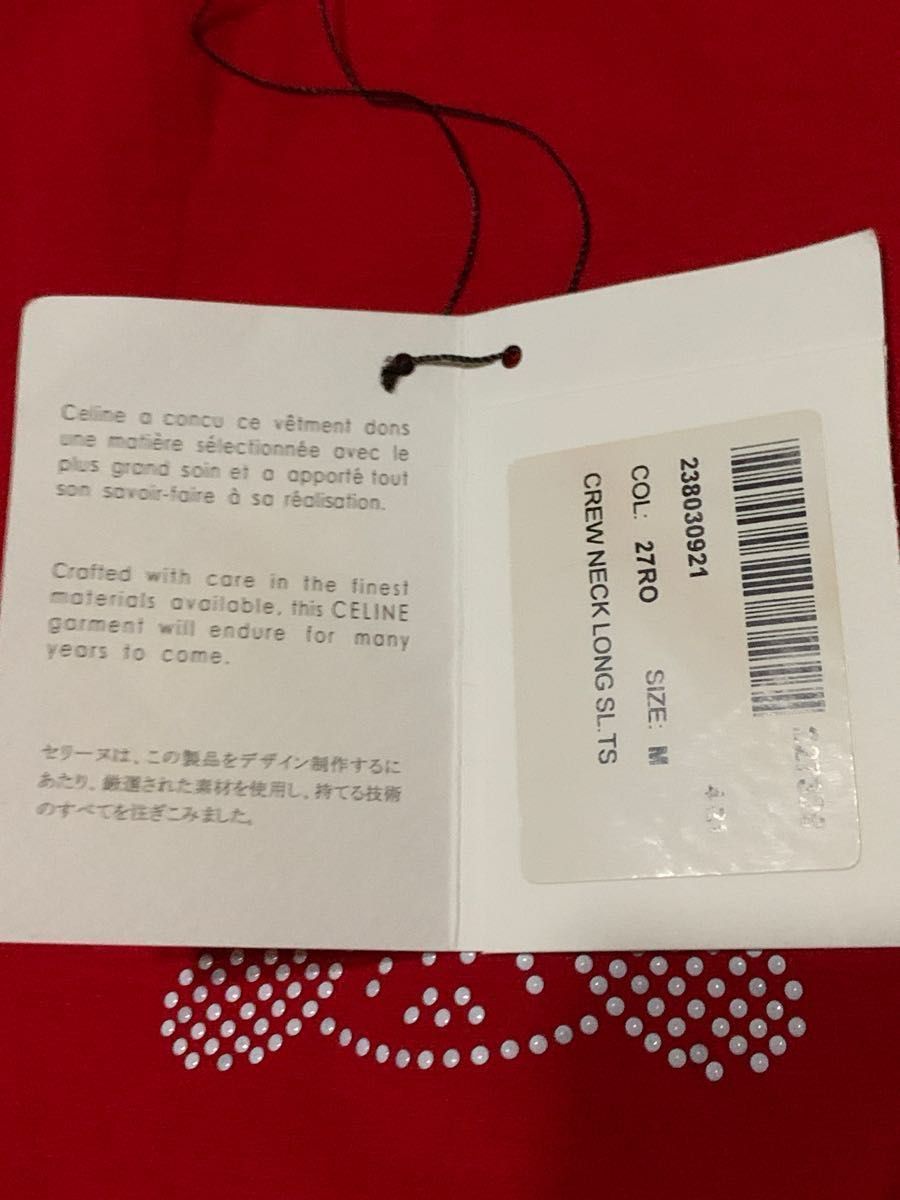 Celine a concu ce vêtment dons
une matière sélectionnée avec le
plus grand soin et a apporté tout
son savoir-faire à sa réalisation.
Crafted with care in the finest
materials available, this CELINE
garment will endure for many
years to come.
セリーヌは、この製品をデザイン制作するに
あたり、厳選された素材を使用し、持てる技術
のすべてを注ぎこみました。
238030921
COL: 27RO SIZE: M
CREW NECK LONG SL. TS